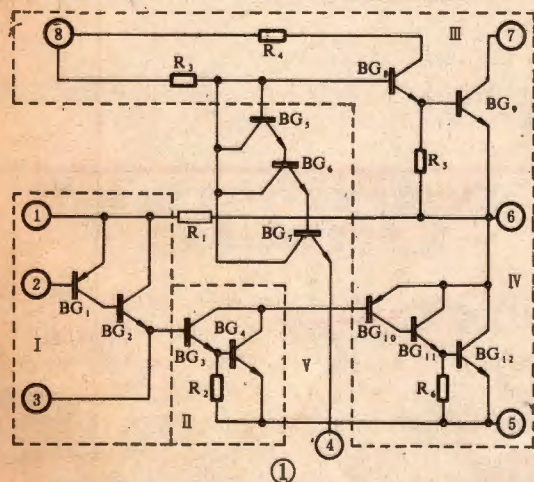 8 R₄ Ⅲ 7
R₃ BG₈ BG₉
BG₅
BG₆ R₅
1 R₁ BG₇ 6
2 BG₁ Ⅳ
Ⅰ BG₂ BG₃ BG₄ Ⅴ BG₁₀ BG₁₁ BG₁₂
3 R₂ R₆
Ⅱ 4 5
①